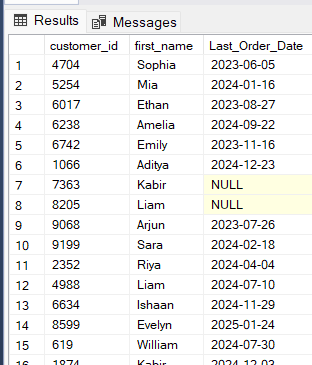 Results Messages
customer_id first_name Last_Order_Date
1 4704 Sophia 2023-06-05
2 5254 Mia 2024-01-16
3 6017 Ethan 2023-08-27
4 6238 Amelia 2024-09-22
5 6742 Emily 2023-11-16
6 1066 Aditya 2024-12-23
7 7363 Kabir NULL
8 8205 Liam NULL
9 9068 Arjun 2023-07-26
10 9199 Sara 2024-02-18
11 2352 Riya 2024-04-04
12 4988 Liam 2024-07-10
13 6634 Ishaan 2024-11-29
14 8599 Evelyn 2025-01-24
15 619 William 2024-07-30
16 1874 Kabir 2024-12-03